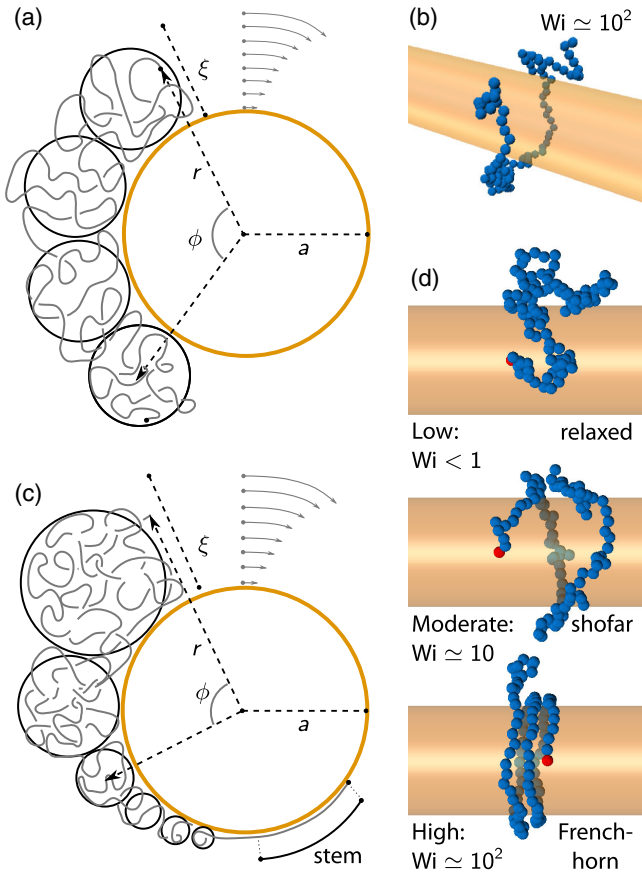 (a)
ξ
r
ϕ
a
(b)
Wi ≃ 10²
(c)
ξ
r
ϕ
a
stem
(d)
Low: relaxed
Wi < 1
Moderate: shofar
Wi ≃ 10
High: French-
Wi ≃ 10² horn